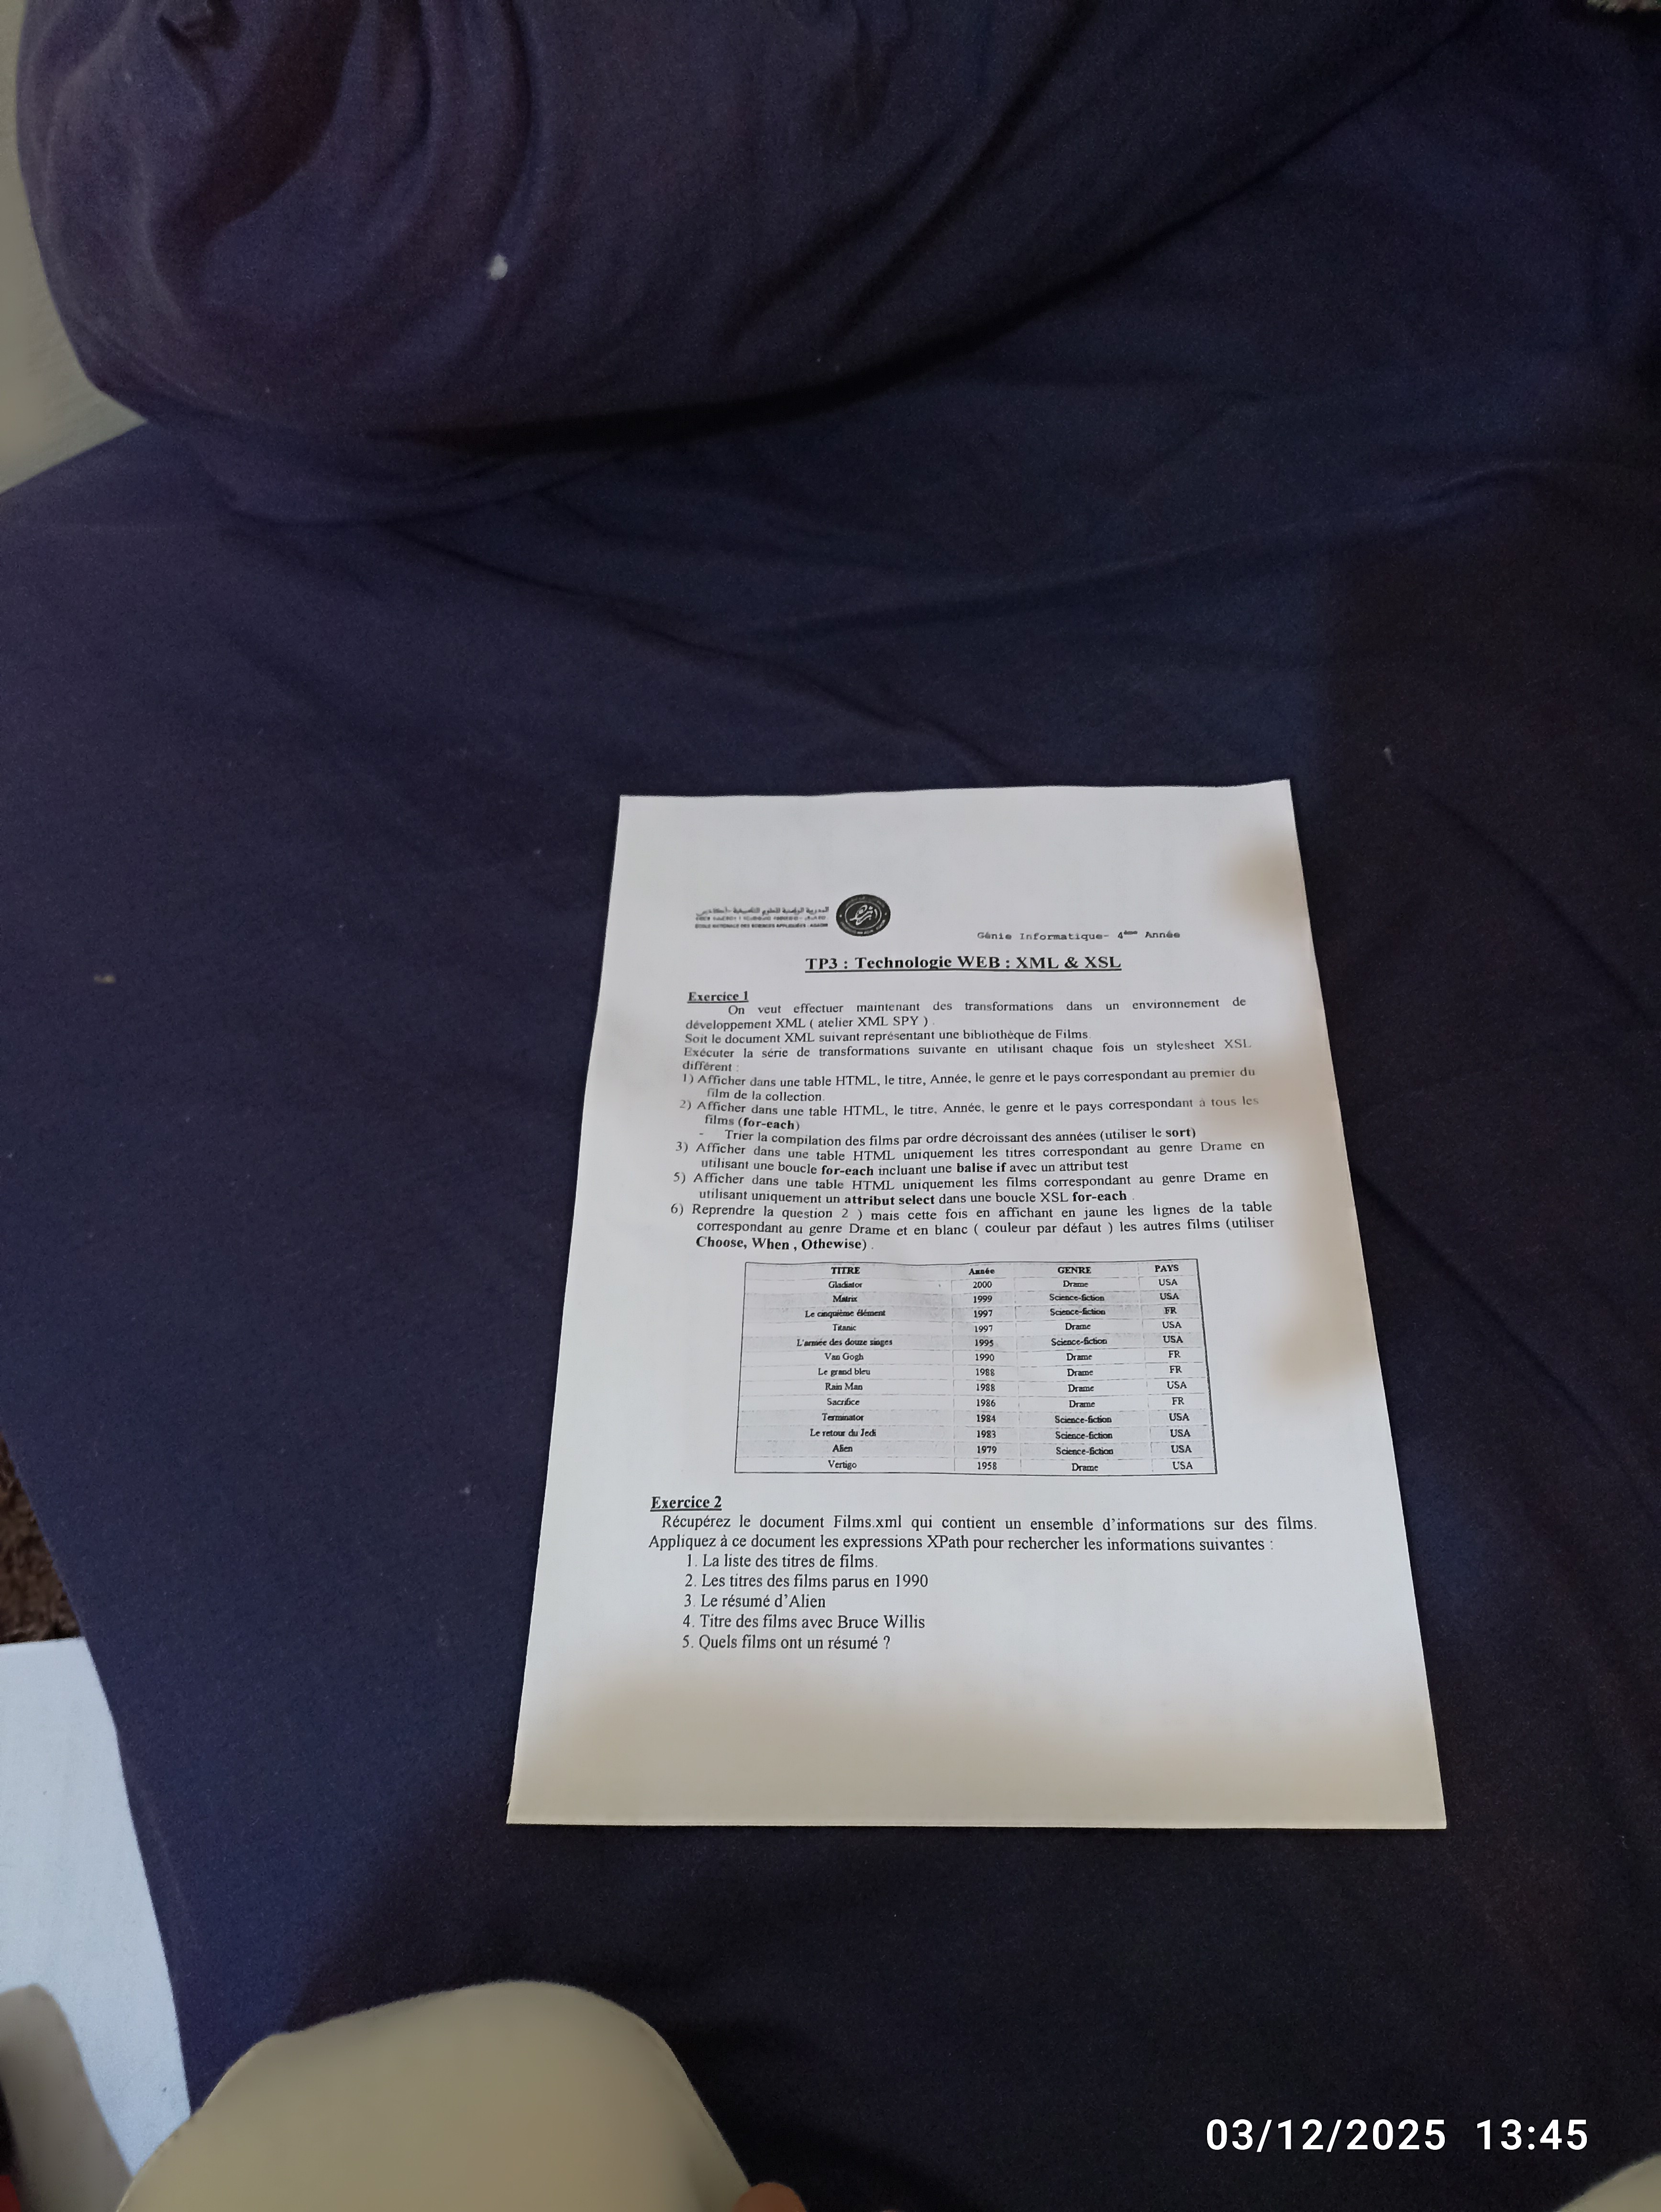 ECOLE NATIONALE DES SCIENCES APPLIQUEES - AGADIR
Génie Informatique- 4ème Année
TP3 : Technologie WEB : XML & XSL
Exercice 1
On veut effectuer maintenant des transformations dans un environnement de
développement XML ( atelier XML SPY )
Soit le document XML suivant représentant une bibliothèque de Films.
Exécuter la série de transformations suivante en utilisant chaque fois un stylesheet XSL
différent :
1) Afficher dans une table HTML, le titre, Année, le genre et le pays correspondant au premier du
film de la collection.
2) Afficher dans une table HTML, le titre, Année, le genre et le pays correspondant à tous les
films (for-each)
- Trier la compilation des films par ordre décroissant des années (utiliser le sort)
3) Afficher dans une table HTML uniquement les titres correspondant au genre Drame en
utilisant une boucle for-each incluant une balise if avec un attribut test
5) Afficher dans une table HTML uniquement les films correspondant au genre Drame en
utilisant uniquement un attribut select dans une boucle XSL for-each .
6) Reprendre la question 2 ) mais cette fois en affichant en jaune les lignes de la table
correspondant au genre Drame et en blanc ( couleur par défaut ) les autres films (utiliser
Choose, When , Othewise) .
TITRE Année GENRE PAYS
Gladiator 2000 Drame USA
Matrix 1999 Science-fiction USA
Le cinquième élément 1997 Science-fiction FR
Titanic 1997 Drame USA
L'armée des douze singes 1995 Science-fiction USA
Van Gogh 1990 Drame FR
Le grand bleu 1988 Drame FR
Rain Man 1988 Drame USA
Sacrifice 1986 Drame FR
Terminator 1984 Science-fiction USA
Le retour du Jedi 1983 Science-fiction USA
Alien 1979 Science-fiction USA
Vertigo 1958 Drame USA
Exercice 2
Récupérez le document Films.xml qui contient un ensemble d'informations sur des films.
Appliquez à ce document les expressions XPath pour rechercher les informations suivantes :
1. La liste des titres de films.
2. Les titres des films parus en 1990
3. Le résumé d'Alien
4. Titre des films avec Bruce Willis
5. Quels films ont un résumé ?
03/12/2025 13:45